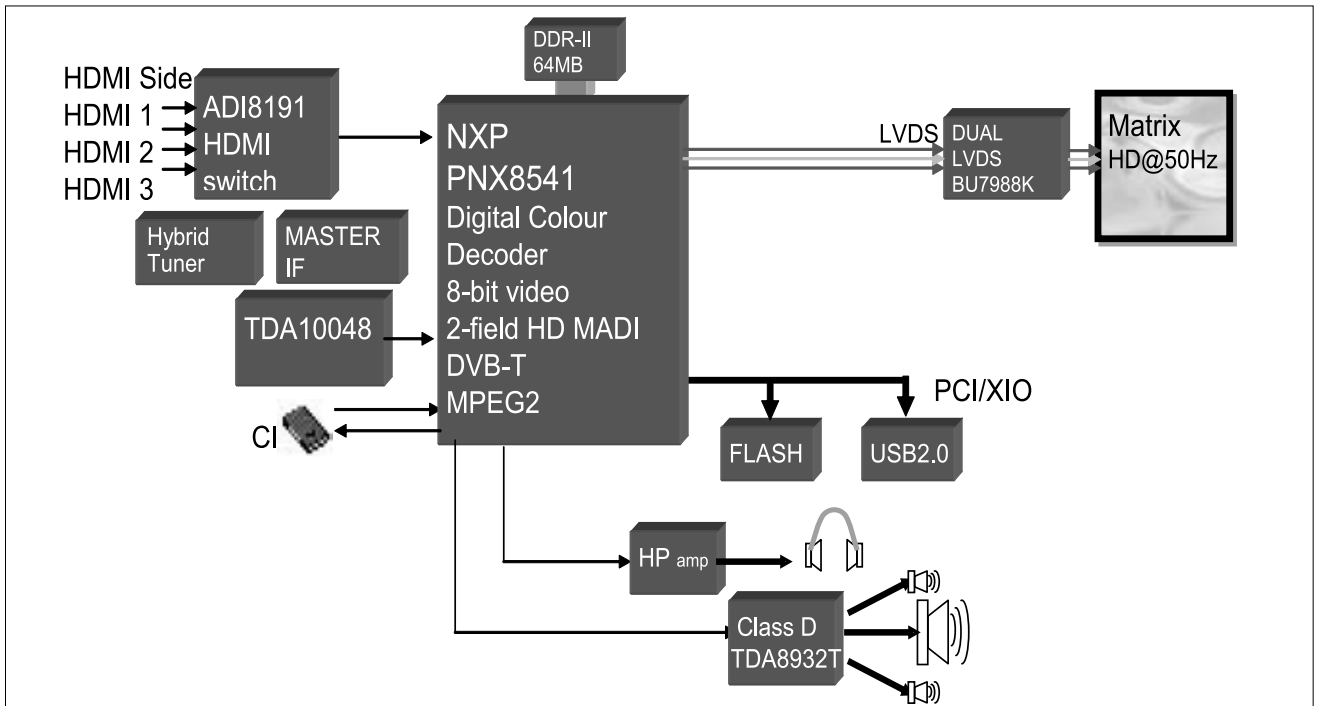 DDR-II
64MB
HDMI Side
HDMI 1
HDMI 2
HDMI 3
ADI8191
HDMI
switch
Hybrid
Tuner
MASTER
IF
TDA10048
CI
NXP
PNX8541
Digital Colour
Decoder
8-bit video
2-field HD MADI
DVB-T
MPEG2
LVDS
DUAL
LVDS
BU7988K
Matrix
HD@50Hz
PCI/XIO
FLASH
USB2.0
HP amp
Class D
TDA8932T